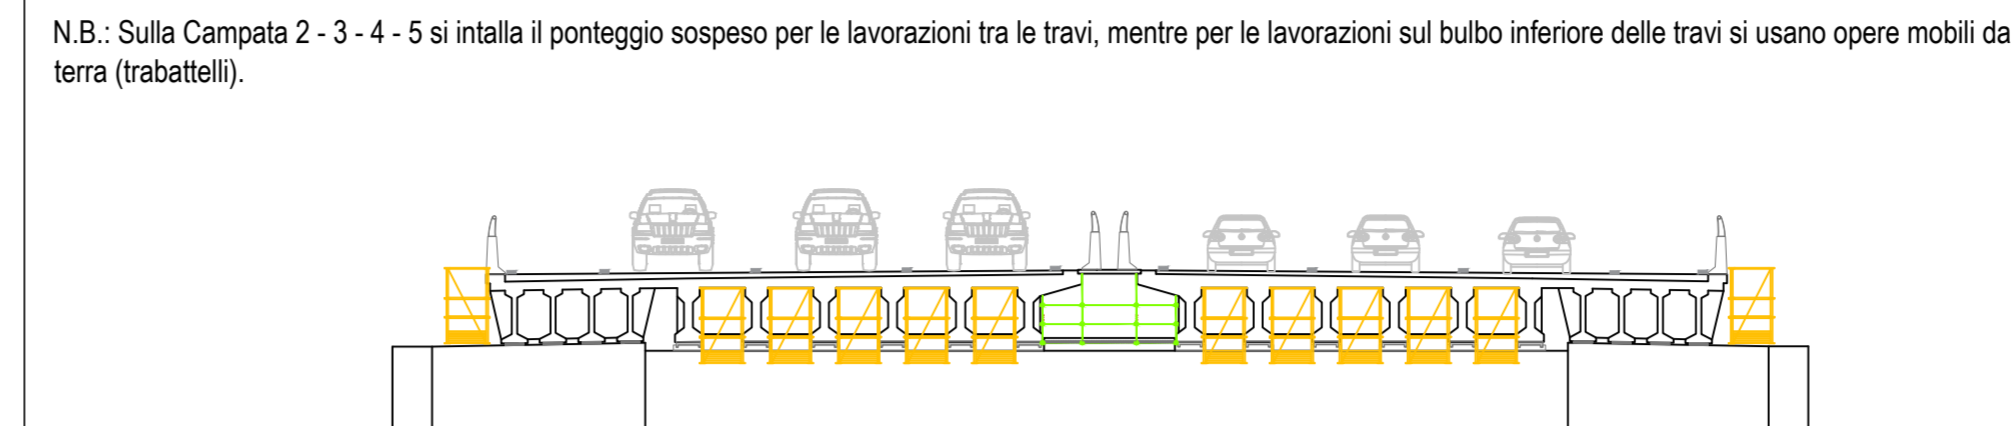 N.B.: Sulla Campata 2 - 3 - 4 - 5 si intalla il ponteggio sospeso per le lavorazioni tra le travi, mentre per le lavorazioni sul bulbo inferiore delle travi si usano opere mobili da
terra (trabattelli).